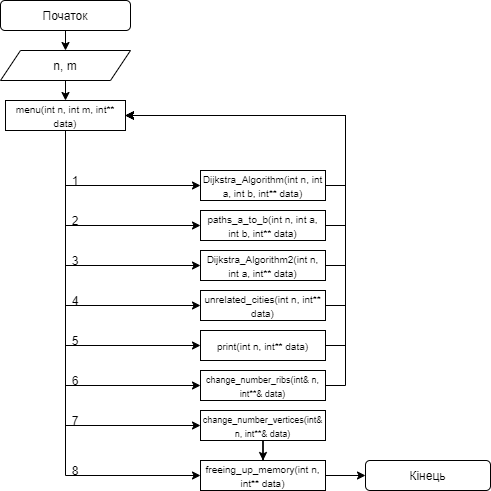 Початок
n, m
menu(int n, int m, int**
data)
1
Dijkstra_Algorithm(int n, int
a, int b, int** data)
2
paths_a_to_b(int n, int a,
int b, int** data)
3
Dijkstra_Algorithm2(int n,
int a, int** data)
4
unrelated_cities(int n, int**
data)
5
print(int n, int** data)
6
change_number_ribs(int& n,
int**& data)
7
change_number_vertices(int&
n, int**& data)
8
freeing_up_memory(int n,
int** data)
Кінець